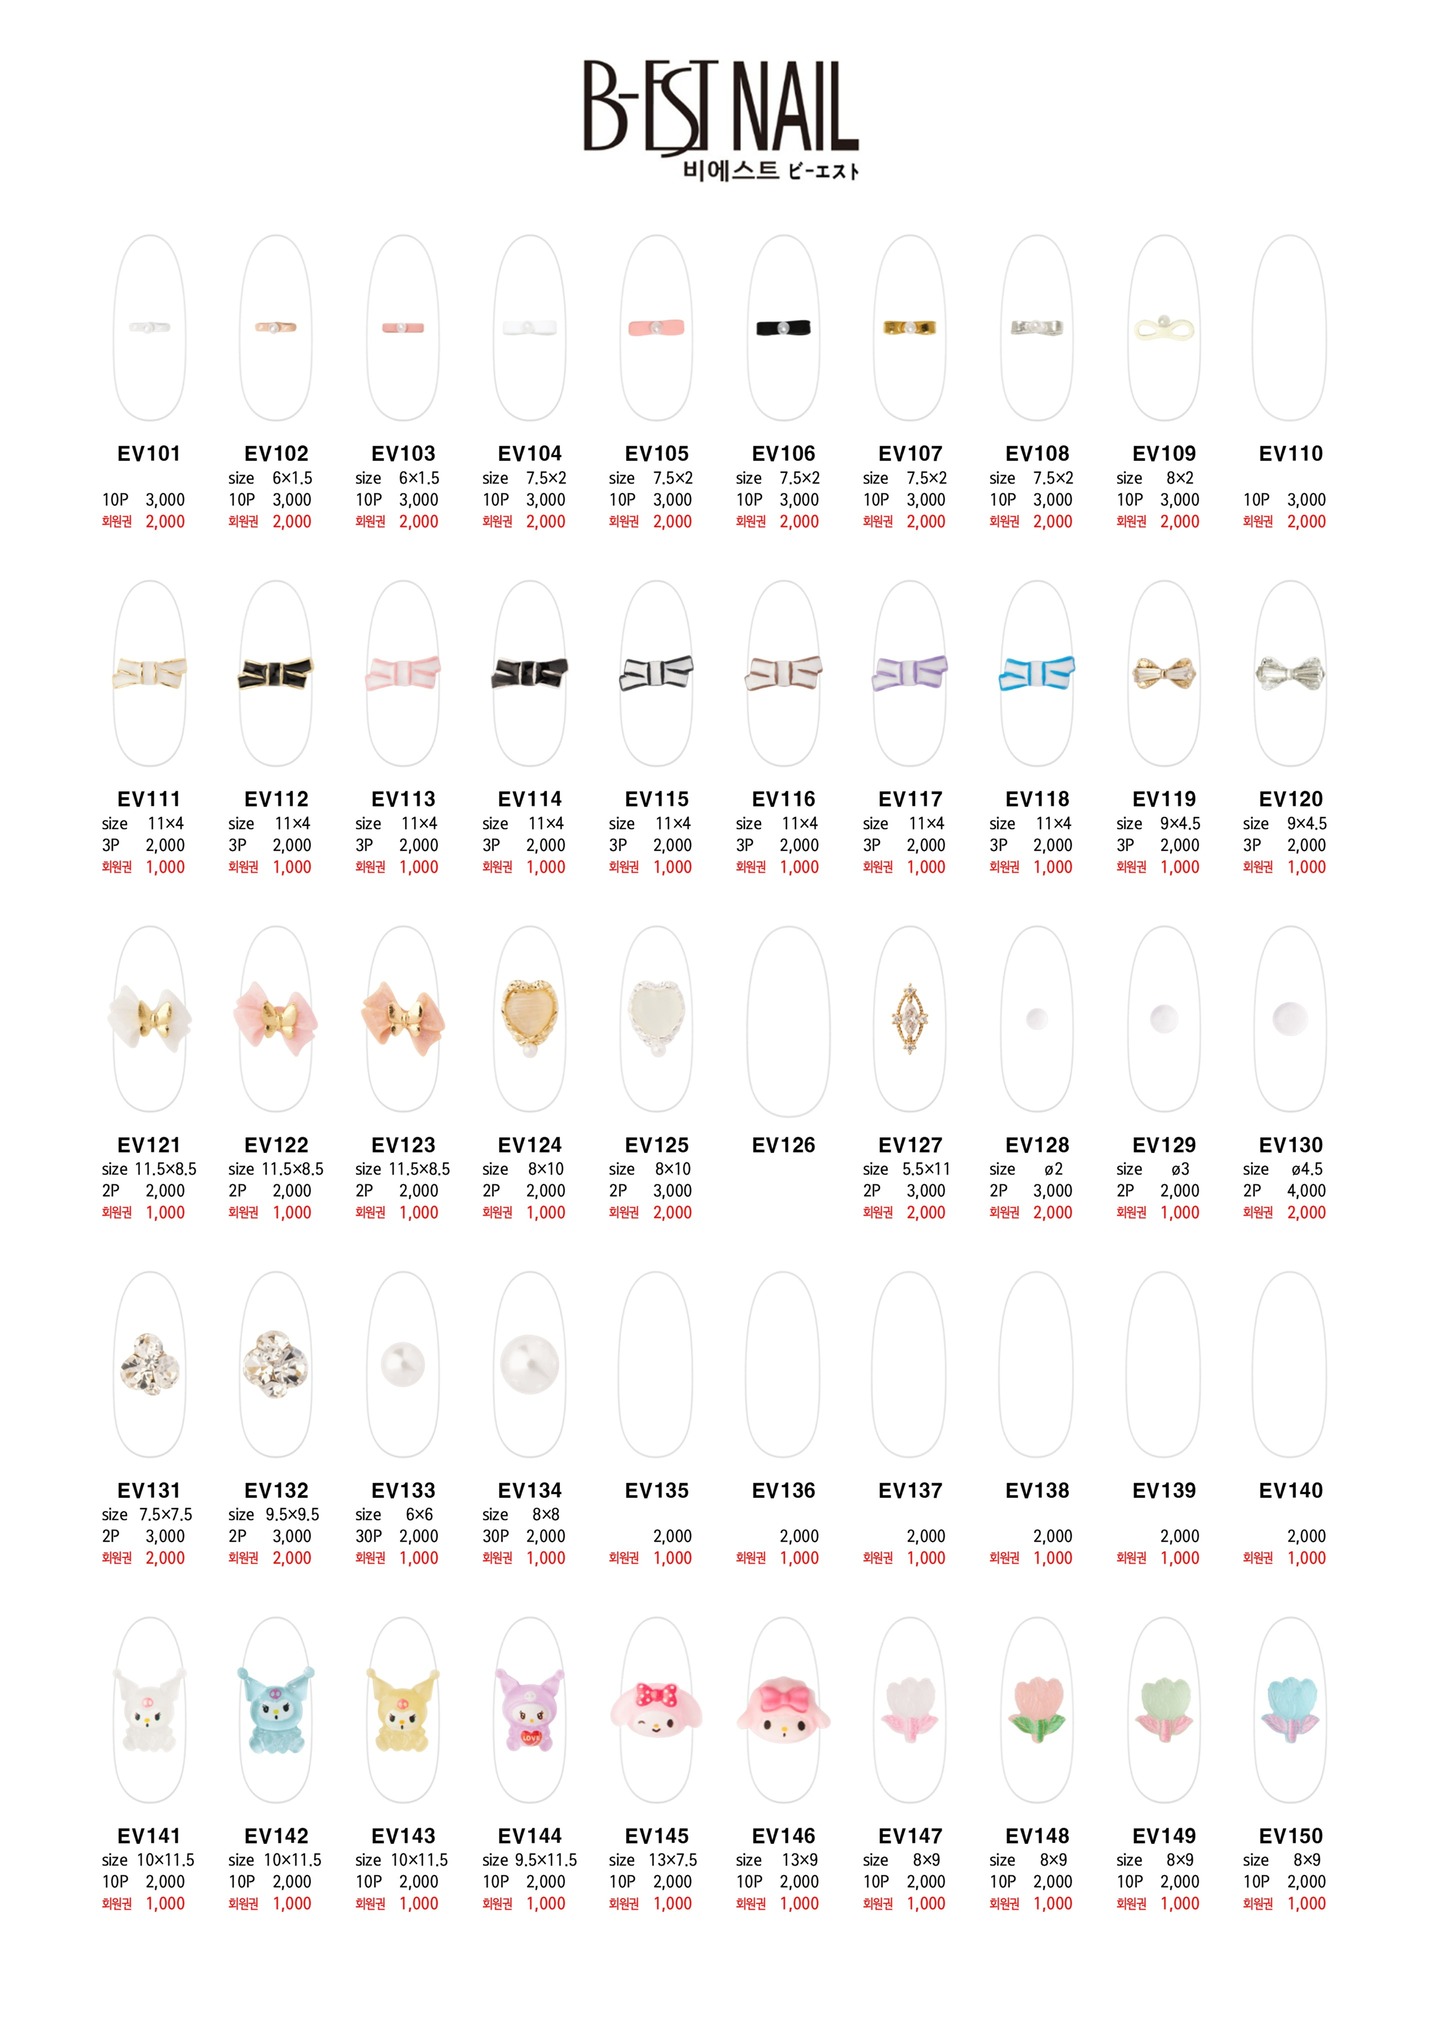 B-EST NAIL
비에스트 ビーエスト
EV101 EV102 EV103 EV104 EV105 EV106 EV107 EV108 EV109 EV110
size 6×1.5 size 6×1.5 size 7.5×2 size 7.5×2 size 7.5×2 size 7.5×2 size 7.5×2 size 8×2
10P 3,000 10P 3,000 10P 3,000 10P 3,000 10P 3,000 10P 3,000 10P 3,000 10P 3,000 10P 3,000 10P 3,000
회원권 2,000 회원권 2,000 회원권 2,000 회원권 2,000 회원권 2,000 회원권 2,000 회원권 2,000 회원권 2,000 회원권 2,000 회원권 2,000
EV111 EV112 EV113 EV114 EV115 EV116 EV117 EV118 EV119 EV120
size 11×4 size 11×4 size 11×4 size 11×4 size 11×4 size 11×4 size 11×4 size 11×4 size 9×4.5 size 9×4.5
3P 2,000 3P 2,000 3P 2,000 3P 2,000 3P 2,000 3P 2,000 3P 2,000 3P 2,000 3P 2,000 3P 2,000
회원권 1,000 회원권 1,000 회원권 1,000 회원권 1,000 회원권 1,000 회원권 1,000 회원권 1,000 회원권 1,000 회원권 1,000 회원권 1,000
EV121 EV122 EV123 EV124 EV125 EV126 EV127 EV128 EV129 EV130
size 11.5×8.5 size 11.5×8.5 size 11.5×8.5 size 8×10 size 8×10 size 5.5×11 size ø2 size ø3 size ø4.5
2P 2,000 2P 2,000 2P 2,000 2P 2,000 2P 3,000 2P 3,000 2P 3,000 2P 2,000 2P 4,000
회원권 1,000 회원권 1,000 회원권 1,000 회원권 1,000 회원권 2,000 회원권 2,000 회원권 2,000 회원권 1,000 회원권 2,000
EV131 EV132 EV133 EV134 EV135 EV136 EV137 EV138 EV139 EV140
size 7.5×7.5 size 9.5×9.5 size 6×6 size 8×8
2P 3,000 2P 3,000 30P 2,000 30P 2,000 2,000 2,000 2,000 2,000 2,000 2,000
회원권 2,000 회원권 2,000 회원권 1,000 회원권 1,000 회원권 1,000 회원권 1,000 회원권 1,000 회원권 1,000 회원권 1,000 회원권 1,000
LOVE
EV141 EV142 EV143 EV144 EV145 EV146 EV147 EV148 EV149 EV150
size 10×11.5 size 10×11.5 size 10×11.5 size 9.5×11.5 size 13×7.5 size 13×9 size 8×9 size 8×9 size 8×9 size 8×9
10P 2,000 10P 2,000 10P 2,000 10P 2,000 10P 2,000 10P 2,000 10P 2,000 10P 2,000 10P 2,000 10P 2,000
회원권 1,000 회원권 1,000 회원권 1,000 회원권 1,000 회원권 1,000 회원권 1,000 회원권 1,000 회원권 1,000 회원권 1,000 회원권 1,000